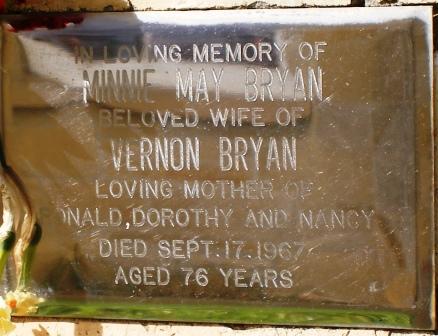 IN LOVING MEMORY OF
MINNIE MAY BRYAN
BELOVED WIFE OF
VERNON BRYAN
LOVING MOTHER OF
RONALD, DOROTHY AND NANCY
DIED SEPT. 17. 1967
AGED 76 YEARS